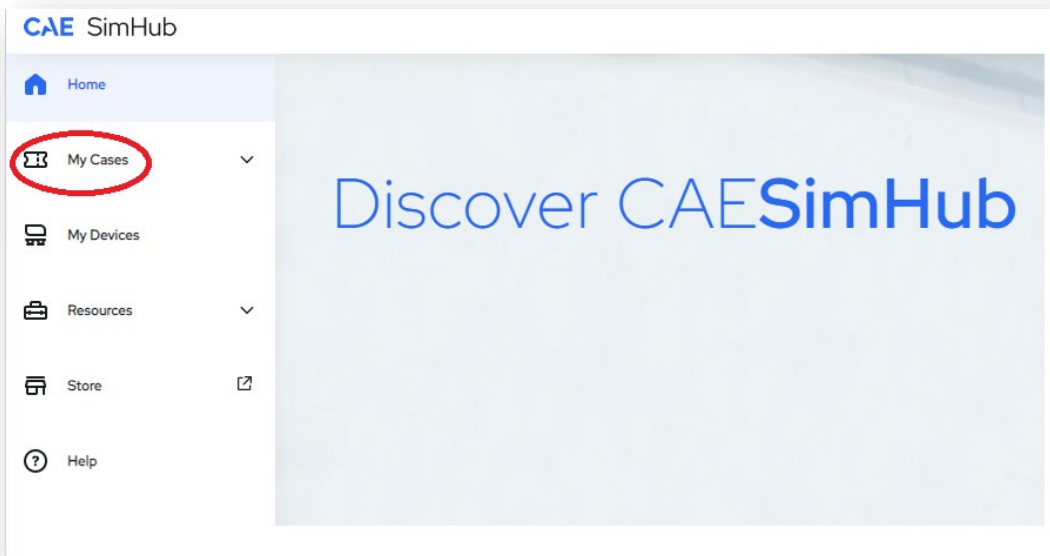 CAE SimHub
Home
My Cases
Discover CAESimHub
My Devices
Resources
Store
Help